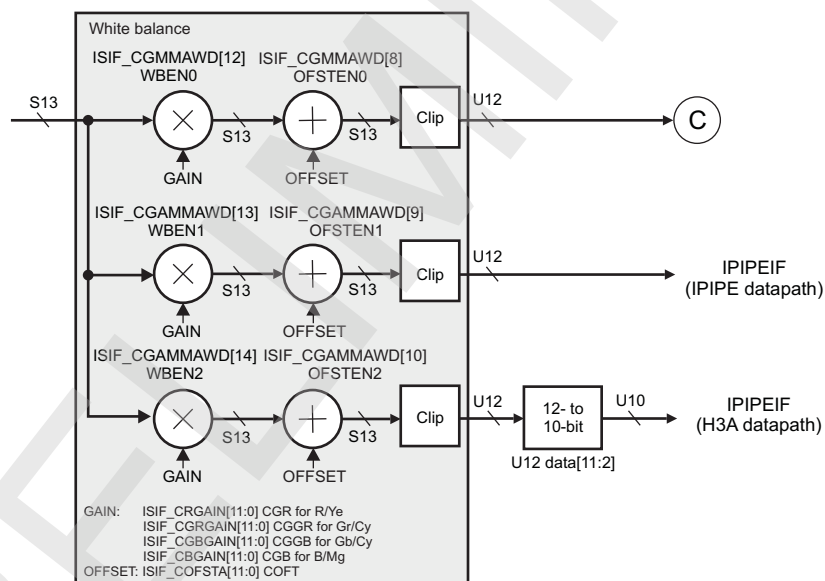 White balance
ISIF_CGMMAWD[12] ISIF_CGMMAWD[8]
WBEN0 OFSTEN0
S13 S13 S13 Clip U12 C
GAIN OFFSET
ISIF_CGAMMAWD[13] ISIF_CGAMMAWD[9]
WBEN1 OFSTEN1
S13 S13 Clip U12 IPIPEIF
(IPIPE datapath)
GAIN OFFSET
ISIF_CGAMMAWD[14] ISIF_CGAMMAWD[10]
WBEN2 OFSTEN2
S13 S13 Clip U12 12- to
10-bit U10 IPIPEIF
(H3A datapath)
GAIN OFFSET U12 data[11:2]
GAIN: ISIF_CRGAIN[11:0] CGR for R/Ye
ISIF_CGRGAIN[11:0] CGGR for Gr/Cy
ISIF_CGBGAIN[11:0] CGGB for Gb/Cy
ISIF_CBGAIN[11:0] CGB for B/Mg
OFFSET: ISIF_COFSTA[11:0] COFT